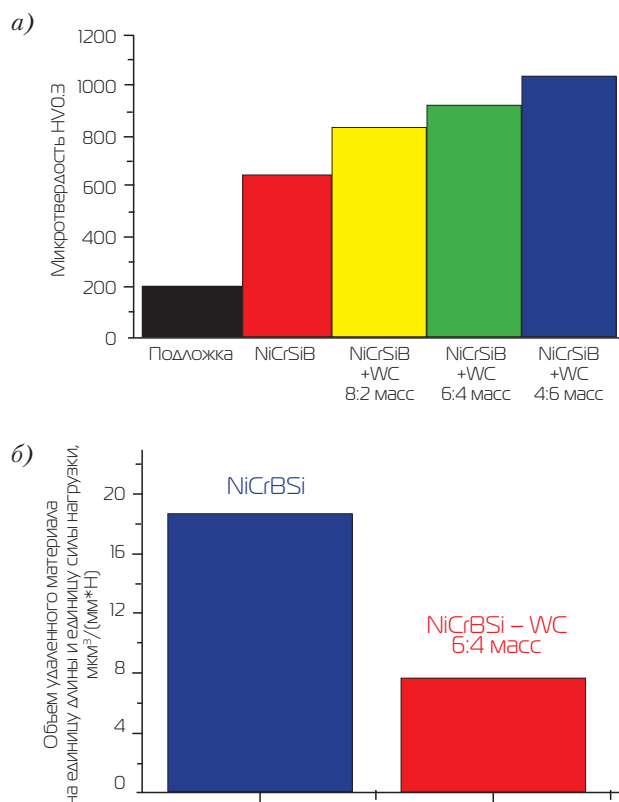 а)
1200
1000
800
600
400
200
0
Микротвердость HV0.3
Подложка
NiCrSiB
NiCrSiB
+WC
8:2 масс
NiCrSiB
+WC
6:4 масс
NiCrSiB
+WC
4:6 масс
б)
20
16
12
8
4
0
Объем удаленного материала
на единицу длины и единицу силы нагрузки,
мкм³/(мм*Н)
NiCrBSi
NiCrBSi – WC
6:4 масс